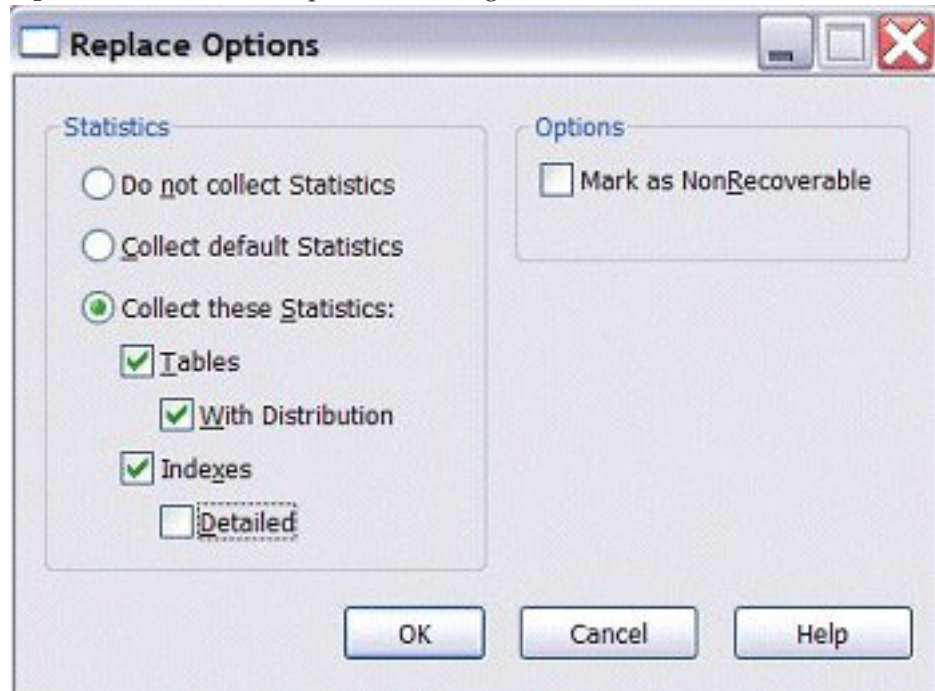 Replace Options
Statistics
Do not collect Statistics
Collect default Statistics
Collect these Statistics:
Tables
With Distribution
Indexes
Detailed
Options
Mark as NonRecoverable
OK
Cancel
Help